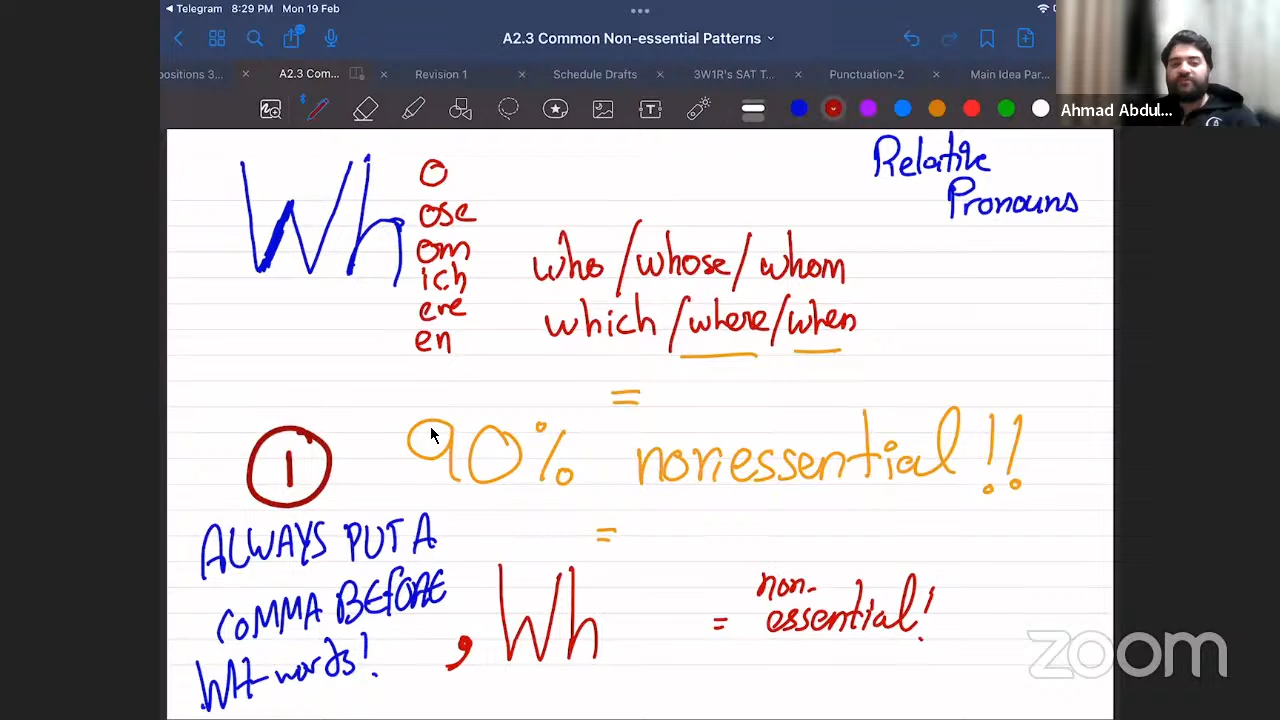 Telegram 8:29 PM Mon 19 Feb
A2.3 Common Non-essential Patterns
positions 3... A2.3 Com... Revision 1 Schedule Drafts 3W1R's SAT T... Punctuation-2 Main Idea Par...
Ahmad Abdul...
Relative
Pronouns
Wh
o
ose
om
ich
ere
en
who/whose/whom
which/where/when
=
90% nonessential!!
1
=
ALWAYS PUT A
COMMA BEFORE
WH-words!
, Wh = non-
essential!
zoom